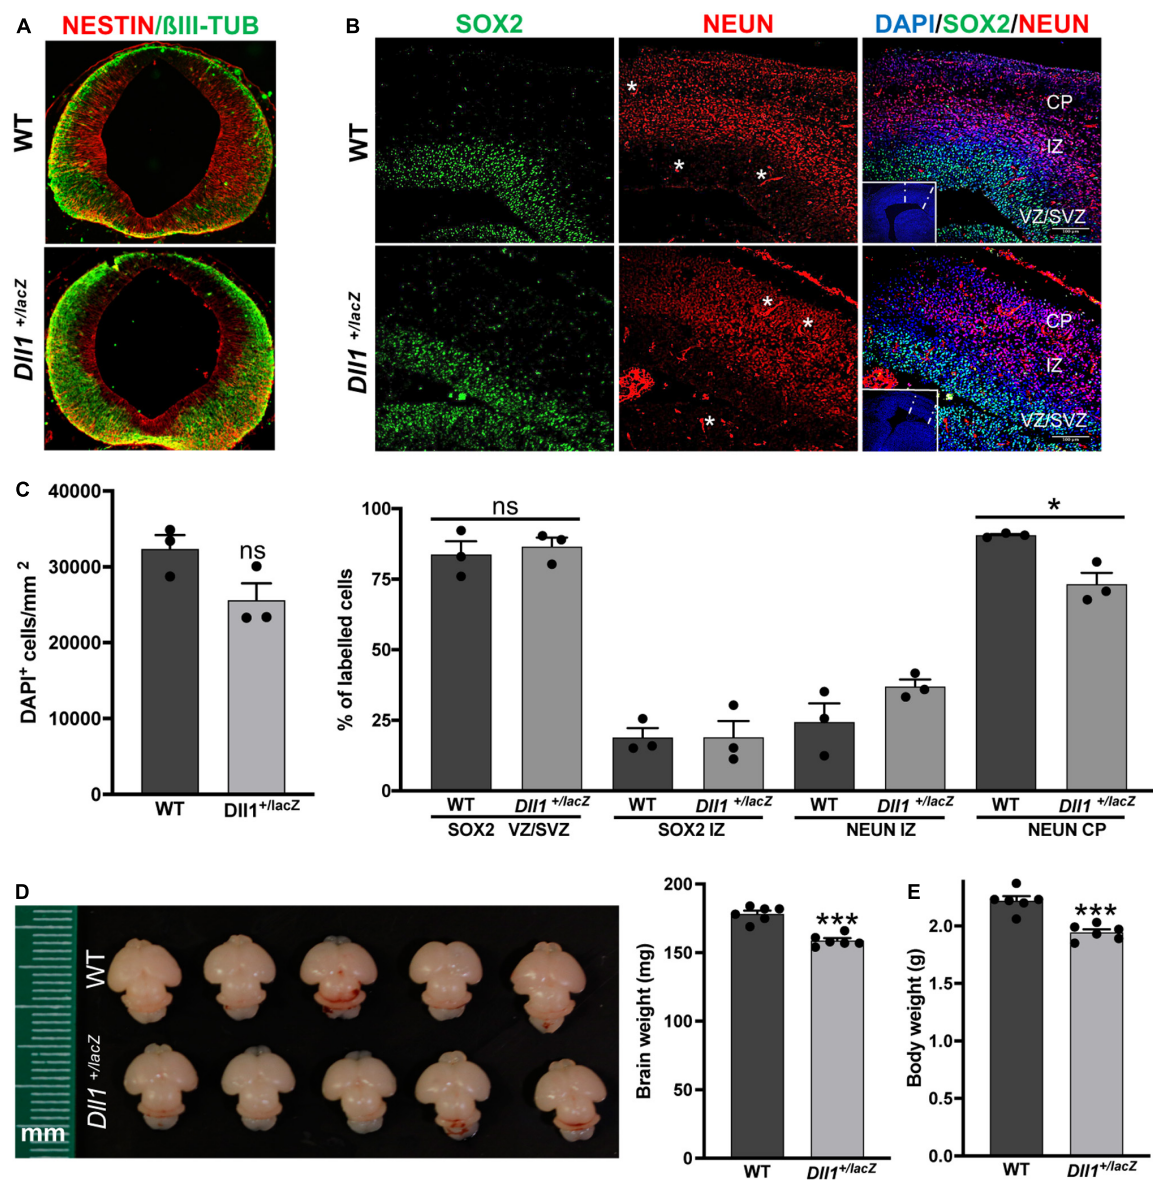 A
NESTIN/ßIII-TUB
WT
Dll1 +/lacZ
B
SOX2
NEUN
DAPI/SOX2/NEUN
WT
*
*
*
CP
IZ
VZ/SVZ
100 µm
Dll1 +/lacZ
*
*
*
CP
IZ
VZ/SVZ
100 µm
C
DAPI+ cells/mm 2
40000
30000
20000
10000
0
ns
WT
Dll1+/lacZ
% of labelled cells
100
75
50
25
0
ns
*
WT Dll1 +/lacZ WT Dll1 +/lacZ WT Dll1 +/lacZ WT Dll1 +/lacZ
SOX2 VZ/SVZ SOX2 IZ NEUN IZ NEUN CP
D
WT
Dll1 +/lacZ
mm
Brain weight (mg)
200
150
100
50
0
***
WT
Dll1+/lacZ
E
Body weight (g)
2.0
1.5
1.0
0.5
0.0
***
WT
Dll1+/lacZ